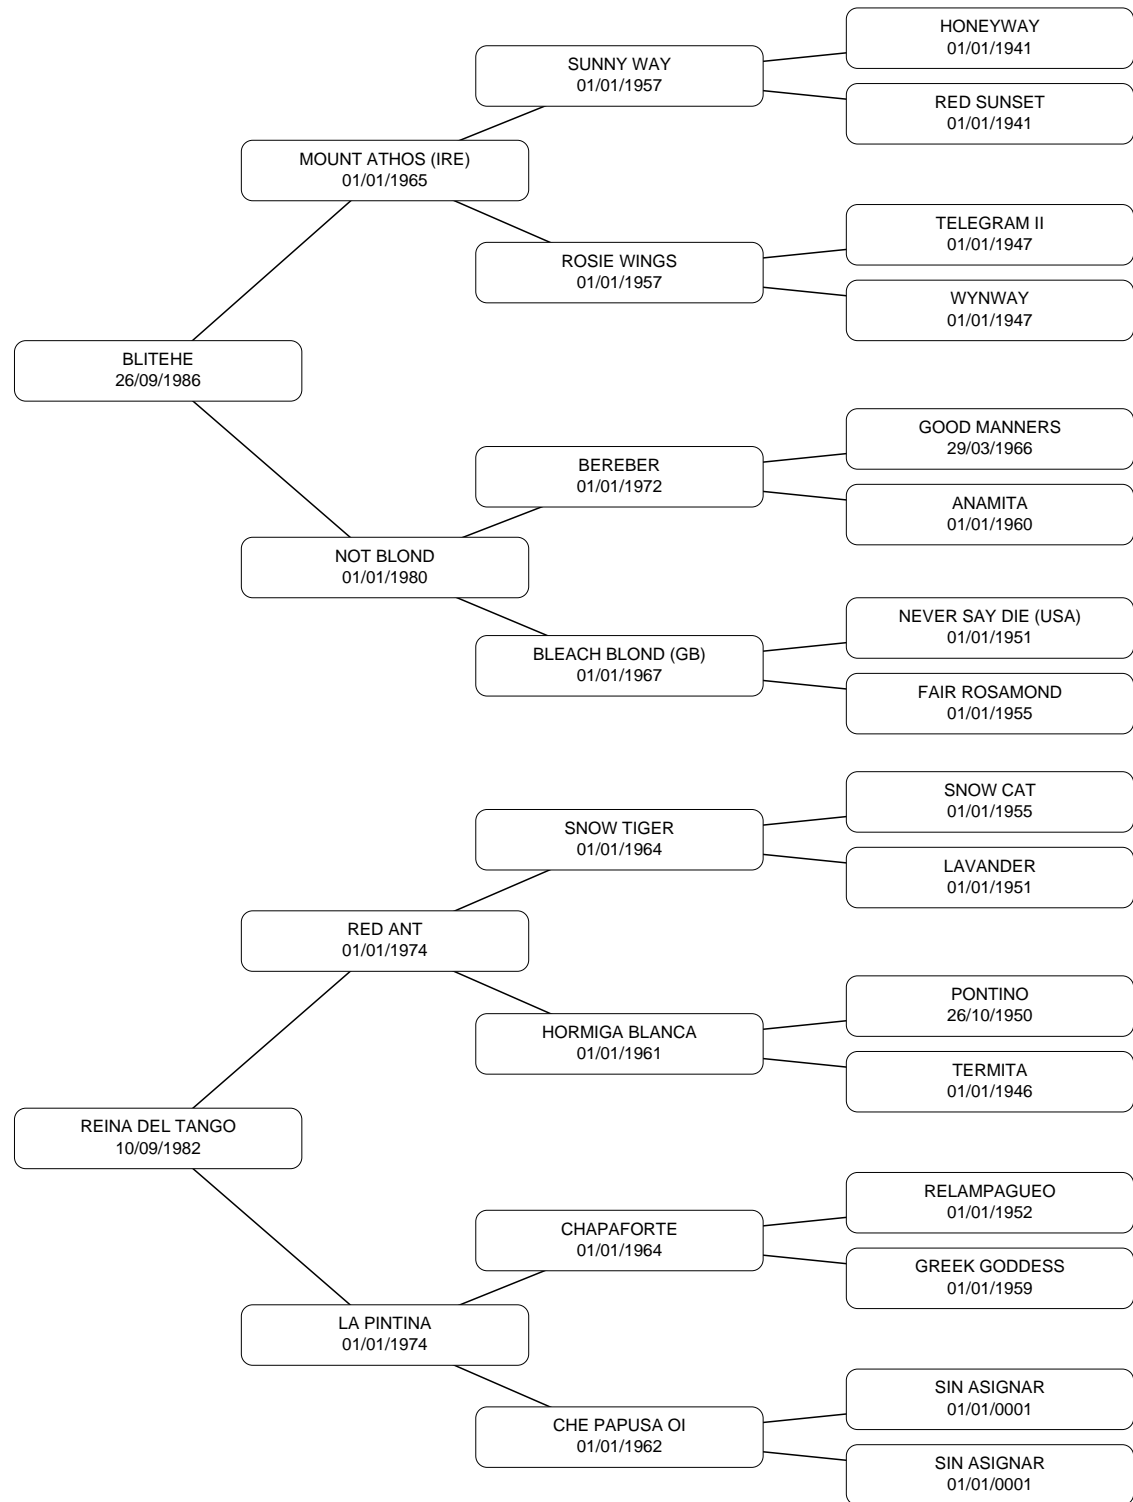 HONEYWAY
01/01/1941
SUNNY WAY
01/01/1957
RED SUNSET
01/01/1941
MOUNT ATHOS (IRE)
01/01/1965
TELEGRAM II
01/01/1947
ROSIE WINGS
01/01/1957
WYNWAY
01/01/1947
BLITEHE
26/09/1986
GOOD MANNERS
29/03/1966
BEREBER
01/01/1972
ANAMITA
01/01/1960
NOT BLOND
01/01/1980
NEVER SAY DIE (USA)
01/01/1951
BLEACH BLOND (GB)
01/01/1967
FAIR ROSAMOND
01/01/1955
SNOW CAT
01/01/1955
SNOW TIGER
01/01/1964
LAVANDER
01/01/1951
RED ANT
01/01/1974
PONTINO
26/10/1950
HORMIGA BLANCA
01/01/1961
TERMITA
01/01/1946
REINA DEL TANGO
10/09/1982
RELAMPAGUEO
01/01/1952
CHAPAFORTE
01/01/1964
GREEK GODDESS
01/01/1959
LA PINTINA
01/01/1974
SIN ASIGNAR
01/01/0001
CHE PAPUSA OI
01/01/1962
SIN ASIGNAR
01/01/0001